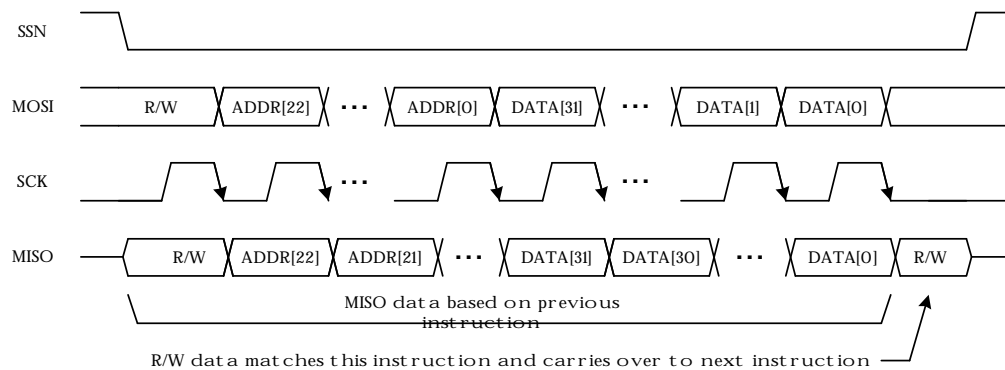 SSN
MOSI R/W ADDR[22] ... ADDR[0] DATA[31] ... DATA[1] DATA[0]
SCK ... ...
MISO R/W ADDR[22] ADDR[21] ... DATA[31] DATA[30] ... DATA[0] R/W
MISO data based on previous
instruction
R/W data matches this instruction and carries over to next instruction